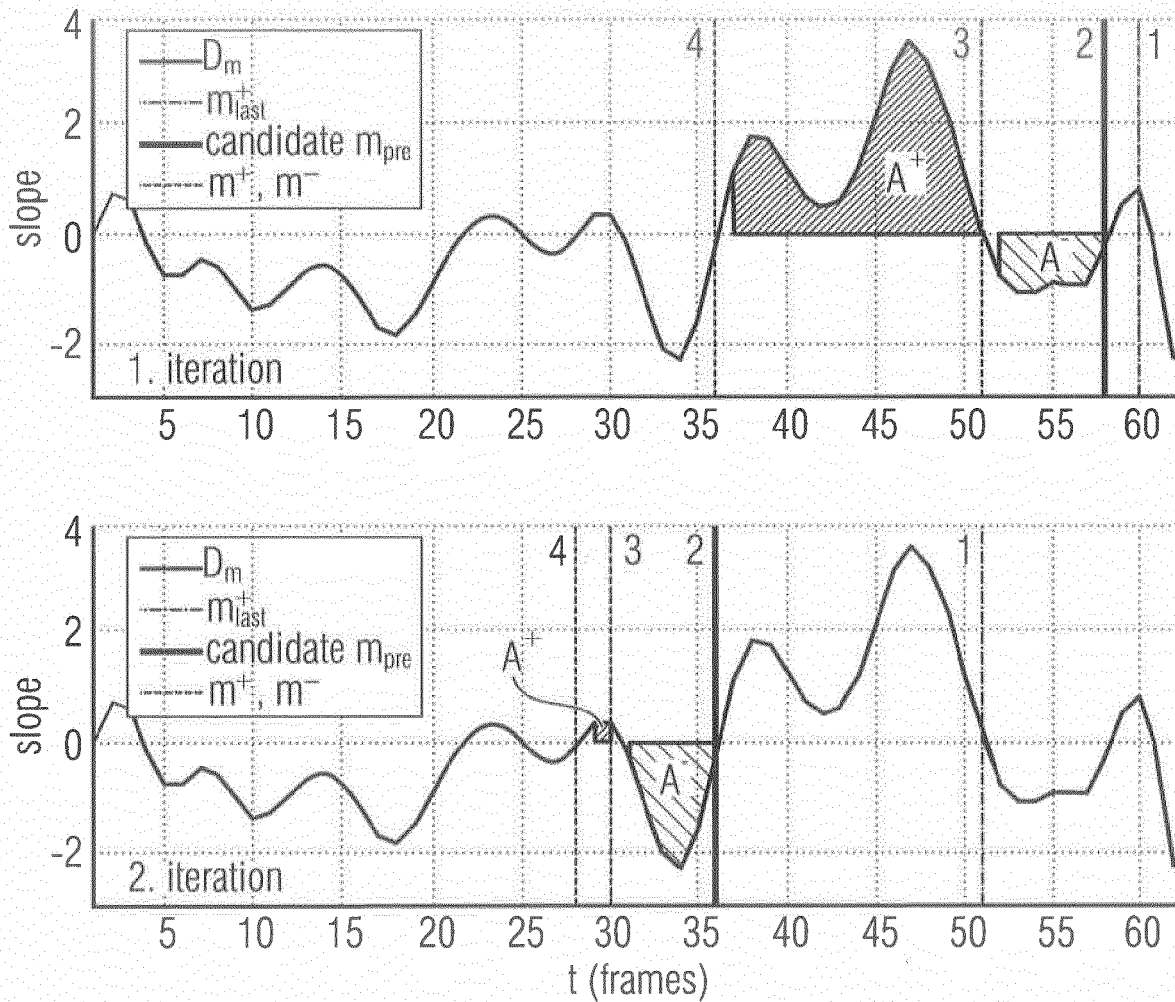 4
4 3 2 1
D_m
m^+_last
candidate m_pre
m^+, m^-
2
A^+
slope
0
A^-
-2
1. iteration
5 10 15 20 25 30 35 40 45 50 55 60
4
4 3 2 1
D_m
m^+_last
candidate m_pre
m^+, m^-
2
A^+
slope
0
A^-
-2
2. iteration
5 10 15 20 25 30 35 40 45 50 55 60
t (frames)